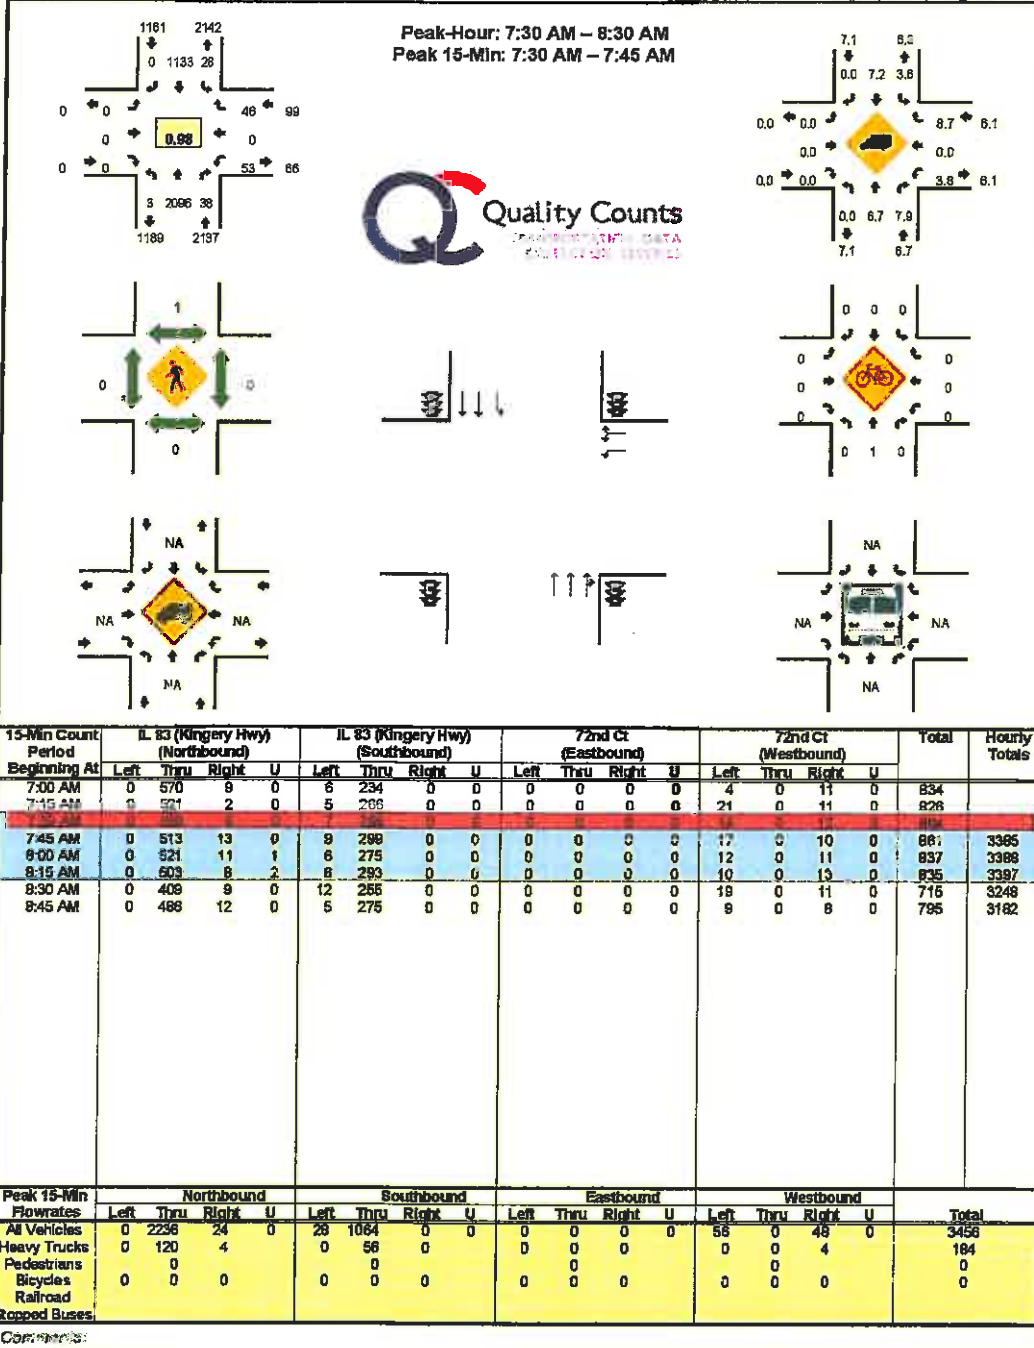 Peak-Hour: 7:30 AM – 8:30 AM
Peak 15-Min: 7:30 AM – 7:45 AM
1161 2142
0 1133 28
0 0 46 99
0 0.98 0
0 0 53 66
3 2096 38
1189 2137
Quality Counts
7.1 6.3
0.0 7.2 3.6
0.0 0.0 8.7 6.1
0.0 0.0
0.0 0.0 3.8 6.1
0.0 6.7 7.9
7.1 6.7
1
0 0
0
0 0 0
0 0
0 0
0 0
0 1 0
NA
NA NA
NA
NA
NA NA
NA
15-Min Count Period Beginning At IL 83 (Kingery Hwy) (Northbound) IL 83 (Kingery Hwy) (Southbound) 72nd Ct (Eastbound) 72nd Ct (Westbound) Total Hourly Totals
Left Thru Right U Left Thru Right U Left Thru Right U Left Thru Right U
7:00 AM 0 570 9 0 6 234 0 0 0 0 0 0 4 0 11 0 834
7:15 AM 0 521 2 0 5 266 0 0 0 0 0 0 21 0 11 0 826
7:45 AM 0 513 13 0 9 299 0 0 0 0 0 0 17 0 10 0 861 3385
8:00 AM 0 521 11 1 6 275 0 0 0 0 0 0 12 0 11 0 837 3388
8:15 AM 0 503 8 2 6 293 0 0 0 0 0 0 10 0 13 0 835 3397
8:30 AM 0 409 9 0 12 255 0 0 0 0 0 0 19 0 11 0 715 3248
8:45 AM 0 486 12 0 5 275 0 0 0 0 0 0 9 0 8 0 795 3182
Peak 15-Min Flowrates Northbound Southbound Eastbound Westbound
Left Thru Right U Left Thru Right U Left Thru Right U Left Thru Right U Total
All Vehicles 0 2236 24 0 28 1064 0 0 0 0 0 0 56 0 48 0 3456
Heavy Trucks 0 120 4 0 56 0 0 0 0 0 0 4 184
Pedestrians 0 0 0 0 0
Bicycles 0 0 0 0 0 0 0 0 0 0 0 0 0
Railroad
Stopped Buses
Comments: